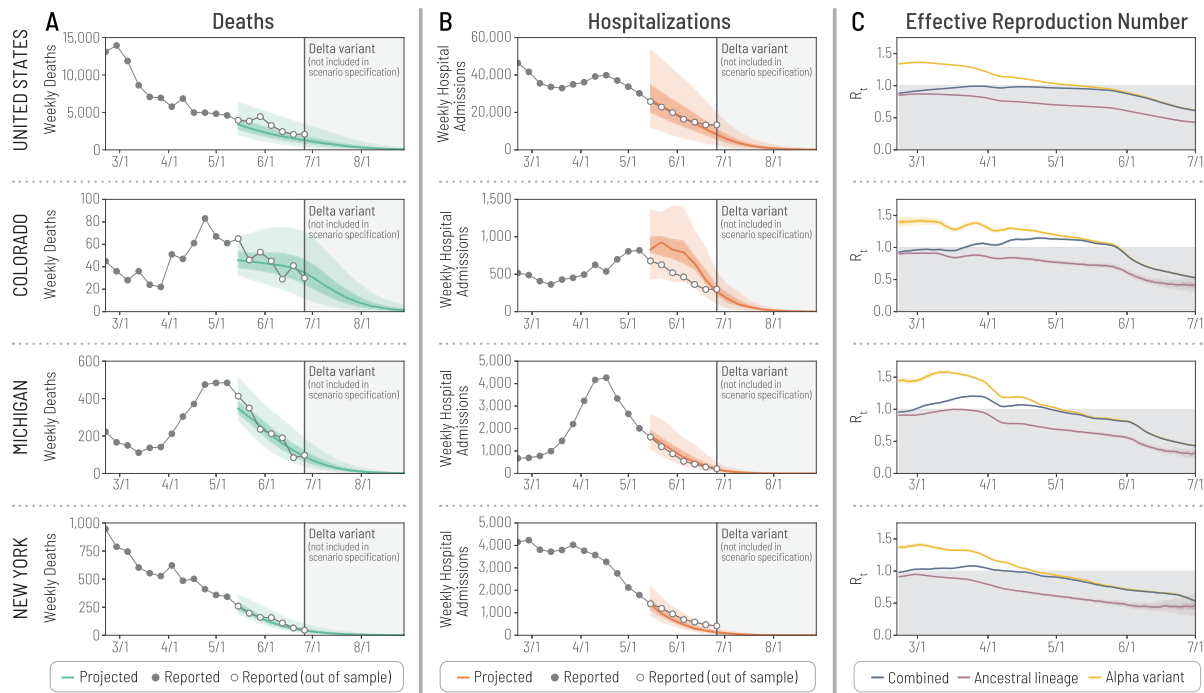 A Deaths
B Hospitalizations
C Effective Reproduction Number
UNITED STATES
Weekly Deaths
15,000
10,000
5,000
0
3/1 4/1 5/1 6/1 7/1 8/1
Delta variant
(not included in
scenario specification)
Weekly Hospital
Admissions
60,000
40,000
20,000
0
3/1 4/1 5/1 6/1 7/1 8/1
Delta variant
(not included in
scenario specification)
Rt
1.5
1.0
0.5
0.0
3/1 4/1 5/1 6/1 7/1
COLORADO
Weekly Deaths
100
80
60
40
20
0
3/1 4/1 5/1 6/1 7/1 8/1
Delta variant
(not included in
scenario specification)
Weekly Hospital
Admissions
1,500
1,000
500
0
3/1 4/1 5/1 6/1 7/1 8/1
Delta variant
(not included in
scenario specification)
Rt
1.5
1.0
0.5
0.0
3/1 4/1 5/1 6/1 7/1
MICHIGAN
Weekly Deaths
600
400
200
0
3/1 4/1 5/1 6/1 7/1 8/1
Delta variant
(not included in
scenario specification)
Weekly Hospital
Admissions
5,000
4,000
3,000
2,000
1,000
0
3/1 4/1 5/1 6/1 7/1 8/1
Delta variant
(not included in
scenario specification)
Rt
1.5
1.0
0.5
0.0
3/1 4/1 5/1 6/1 7/1
NEW YORK
Weekly Deaths
1,000
750
500
250
0
3/1 4/1 5/1 6/1 7/1 8/1
Delta variant
(not included in
scenario specification)
Weekly Hospital
Admissions
5,000
4,000
3,000
2,000
1,000
0
3/1 4/1 5/1 6/1 7/1 8/1
Delta variant
(not included in
scenario specification)
Rt
1.5
1.0
0.5
0.0
3/1 4/1 5/1 6/1 7/1
Projected Reported Reported (out of sample)
Projected Reported Reported (out of sample)
Combined Ancestral lineage Alpha variant